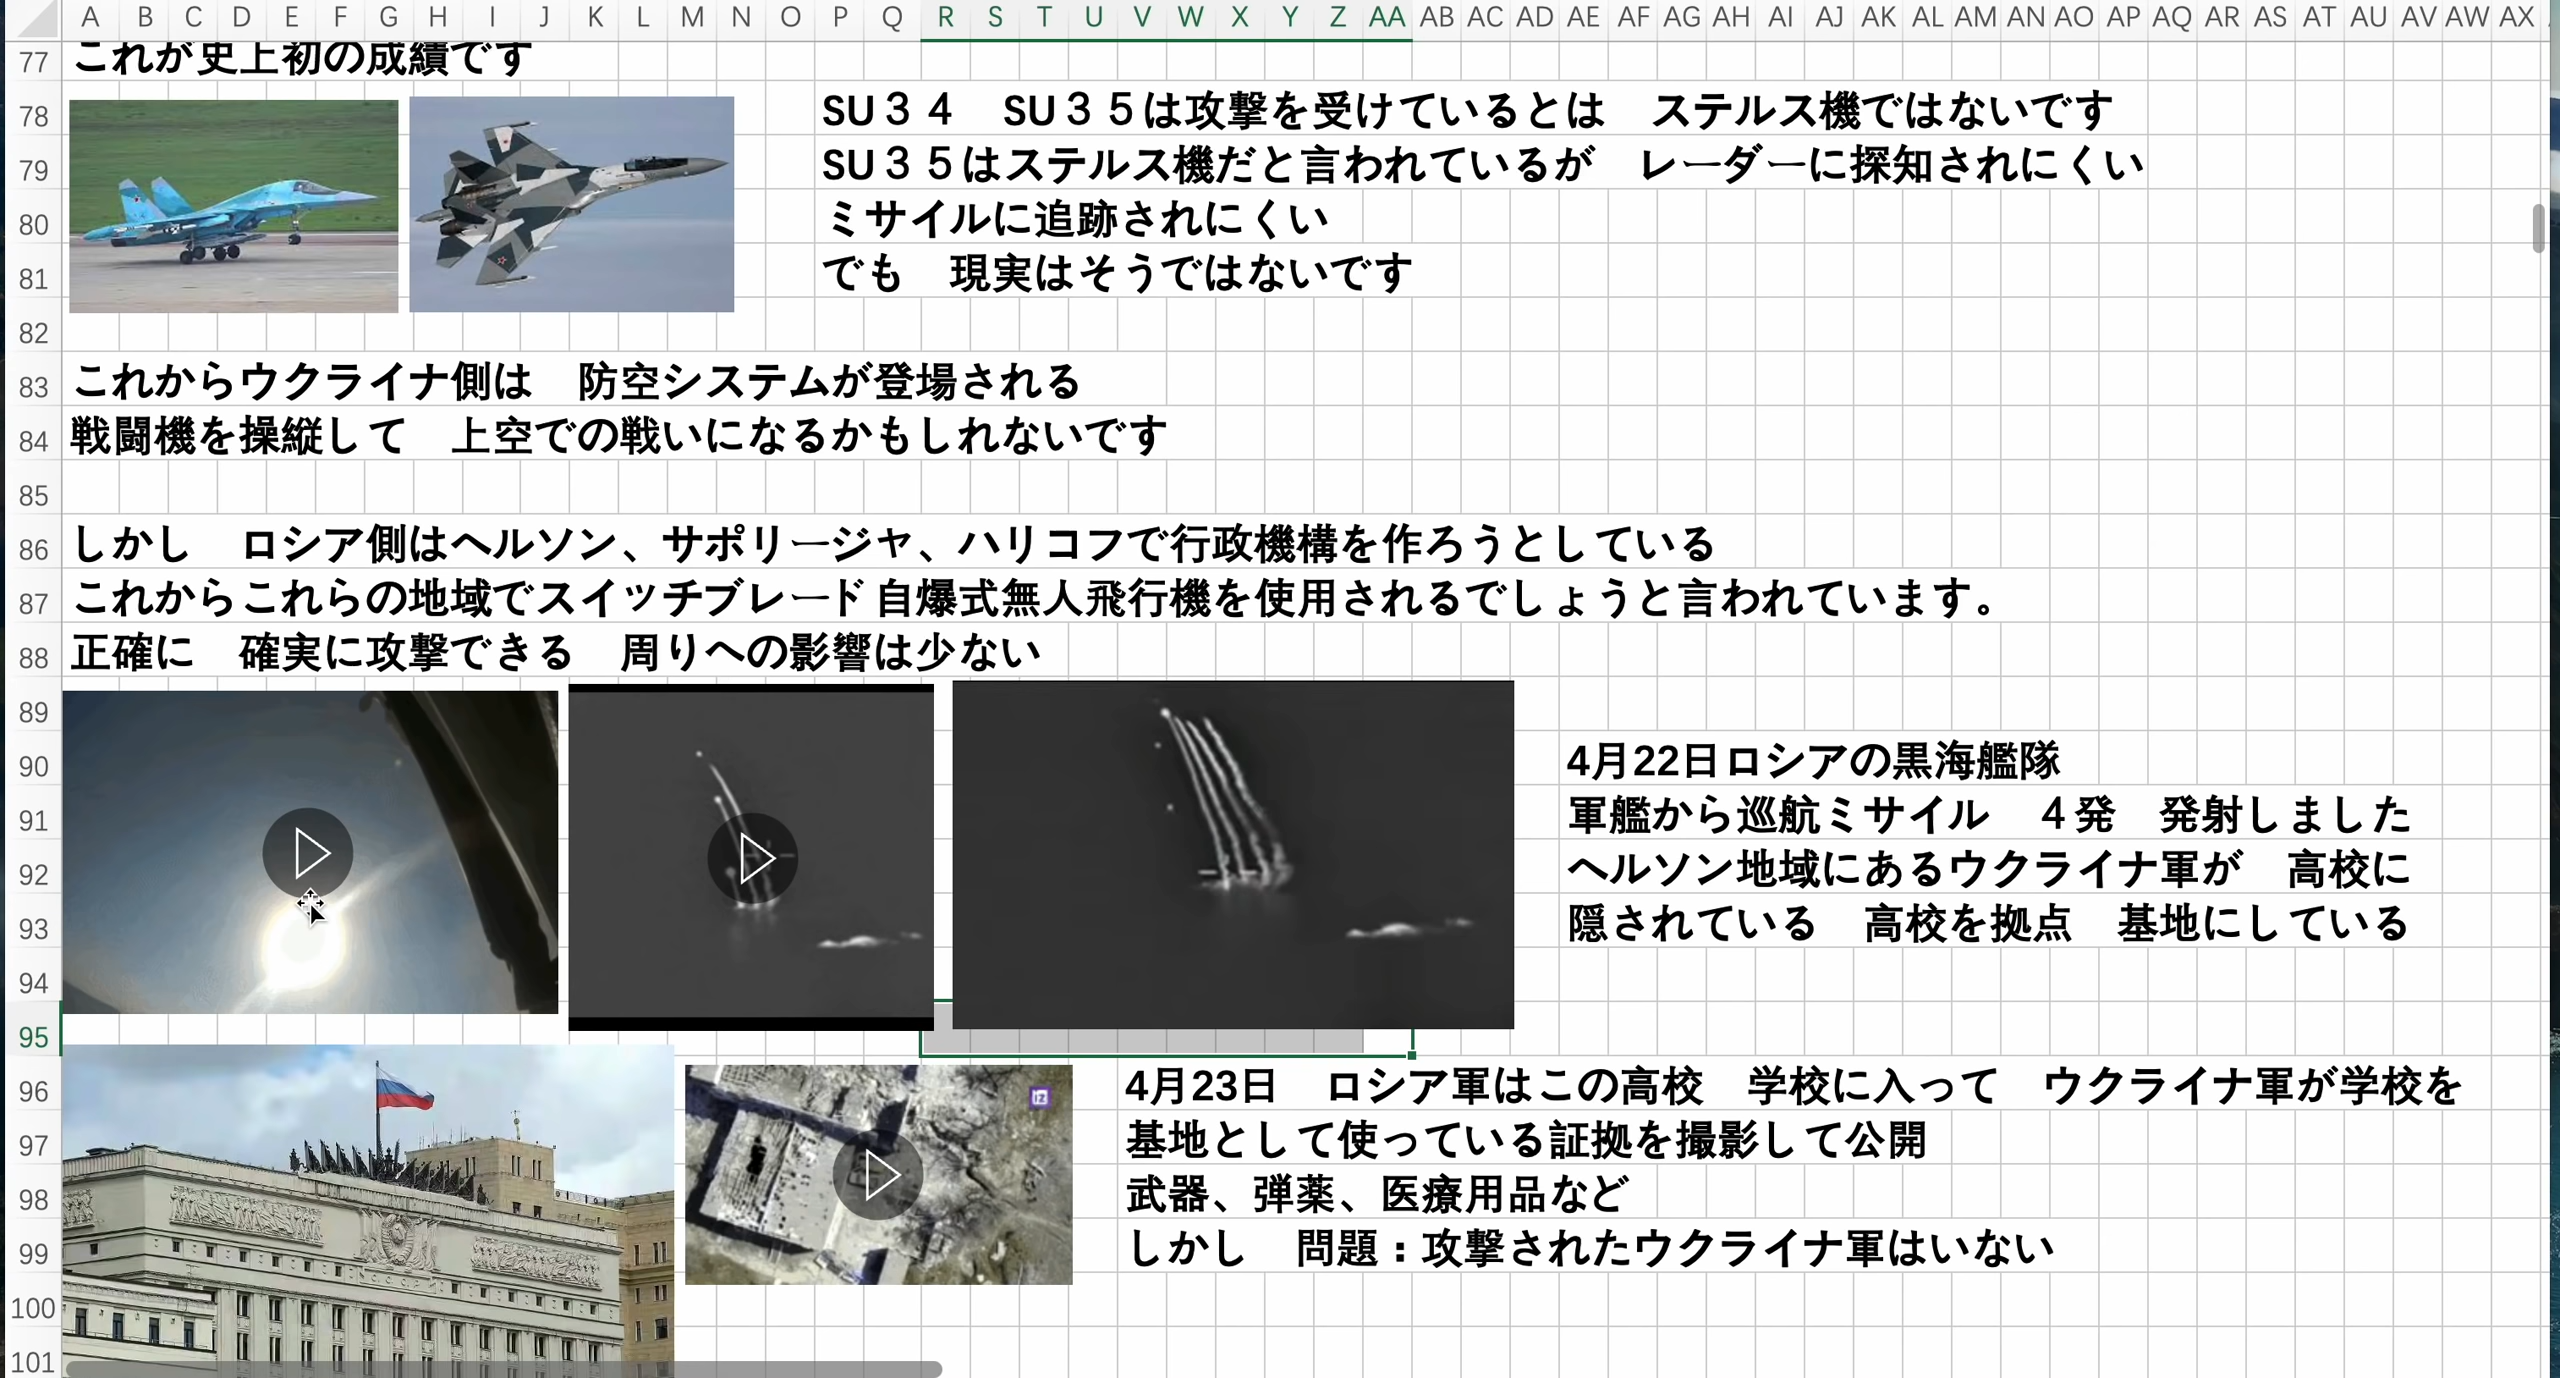 A B C D E F G H I J K L M N O P Q R S T U V W X Y Z AA AB AC AD AE AF AG AH AI AJ AK AL AM AN AO AP AQ AR AS AT AU AV AW AX
77 これが史上初の成績です
78 SU３４　SU３５は攻撃を受けているとは　ステルス機ではないです
79 SU３５はステルス機だと言われているが　レーダーに探知されにくい
80 ミサイルに追跡されにくい
81 でも　現実はそうではないです
82
83 これからウクライナ側は　防空システムが登場される
84 戦闘機を操縦して　上空での戦いになるかもしれないです
85
86 しかし　ロシア側はヘルソン、サポリージャ、ハリコフで行政機構を作ろうとしている
87 これからこれらの地域でスイッチブレード自爆式無人飛行機を使用されるでしょうと言われています。
88 正確に　確実に攻撃できる　周りへの影響は少ない
89
90 4月22日ロシアの黒海艦隊
91 軍艦から巡航ミサイル　４発　発射しました
92 ヘルソン地域にあるウクライナ軍が　高校に
93 隠されている　高校を拠点　基地にしている
94
95
96 4月23日　ロシア軍はこの高校　学校に入って　ウクライナ軍が学校を
97 基地として使っている証拠を撮影して公開
98 武器、弾薬、医療用品など
99 しかし　問題：攻撃されたウクライナ軍はいない
100
101